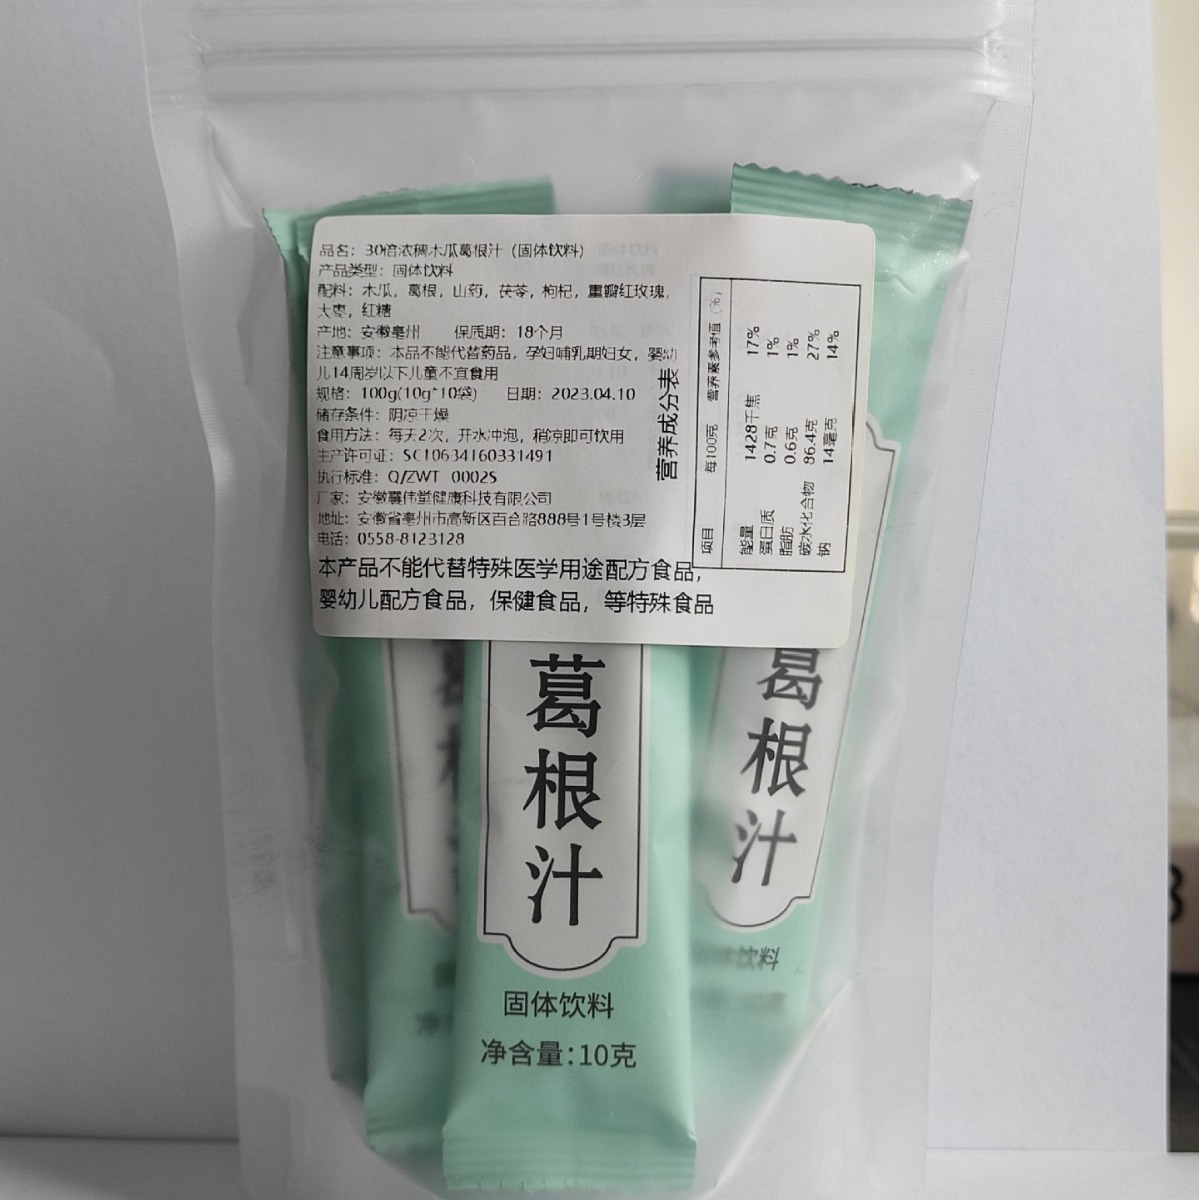 品名：30倍浓稠木瓜葛根汁（固体饮料）
产品类型：固体饮料
配料：木瓜，葛根，山药，茯苓，枸杞，重瓣红玫瑰，
大枣，红糖
产地：安徽亳州 保质期：18个月
注意事项：本品不能代替药品，孕妇哺乳期妇女，婴幼
儿14周岁以下儿童不宜食用
规格：100g(10g*10袋) 日期：2023.04.10
储存条件：阴凉干燥
食用方法：每天2次，开水冲泡，稍凉即可饮用
生产许可证：SC10634160331491
执行标准：Q/ZWT 0002S
厂家：安徽囊伟堂健康科技有限公司
地址：安徽省亳州市高新区百合路888号1号楼3层
电话：0558-8123128
本产品不能代替特殊医学用途配方食品，
婴幼儿配方食品，保健食品，等特殊食品
营养成分表
项目 每100克 营养素参考值（%）
能量 1428千焦 17%
蛋白质 0.7克 1%
脂肪 0.6克 1%
碳水化合物 86.4克 27%
钠 14毫克 14%
葛根汁
固体饮料
净含量：10克
葛根汁
饮料